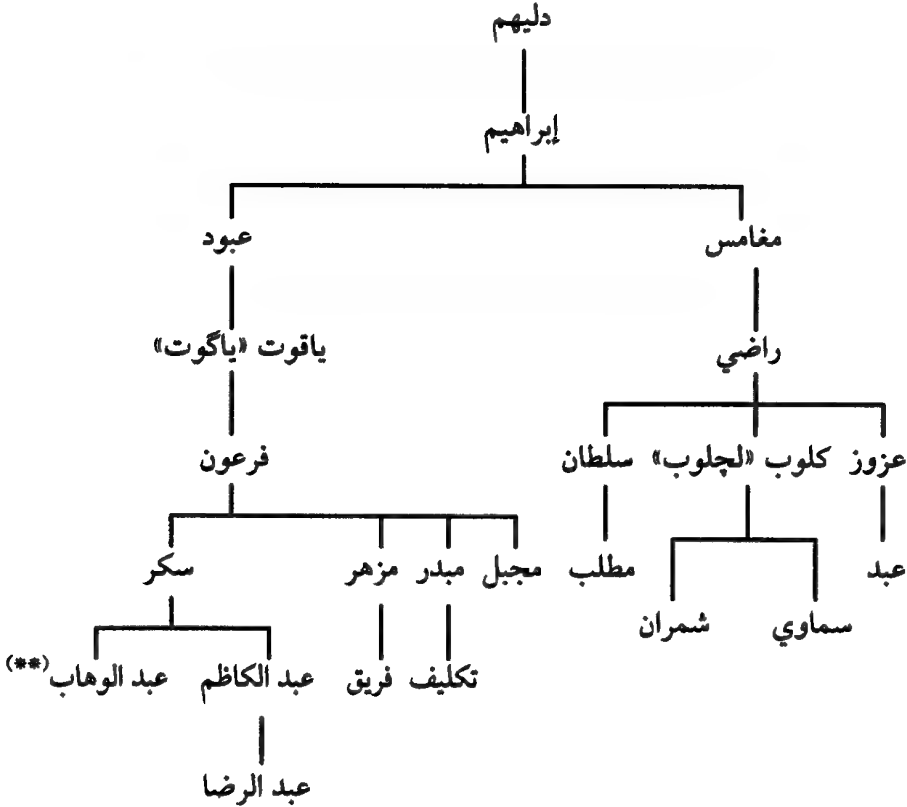 دليهم
إبراهيم
مغامس عبود
راضي ياقوت «ياگوت»
عزوز كلوب «لچلوب» سلطان فرعون
عبد مطلب مجبل مبدر مزهر سكر
سماوي شمران
تكليف فريق عبد الكاظم عبد الوهاب(**)
عبد الرضا